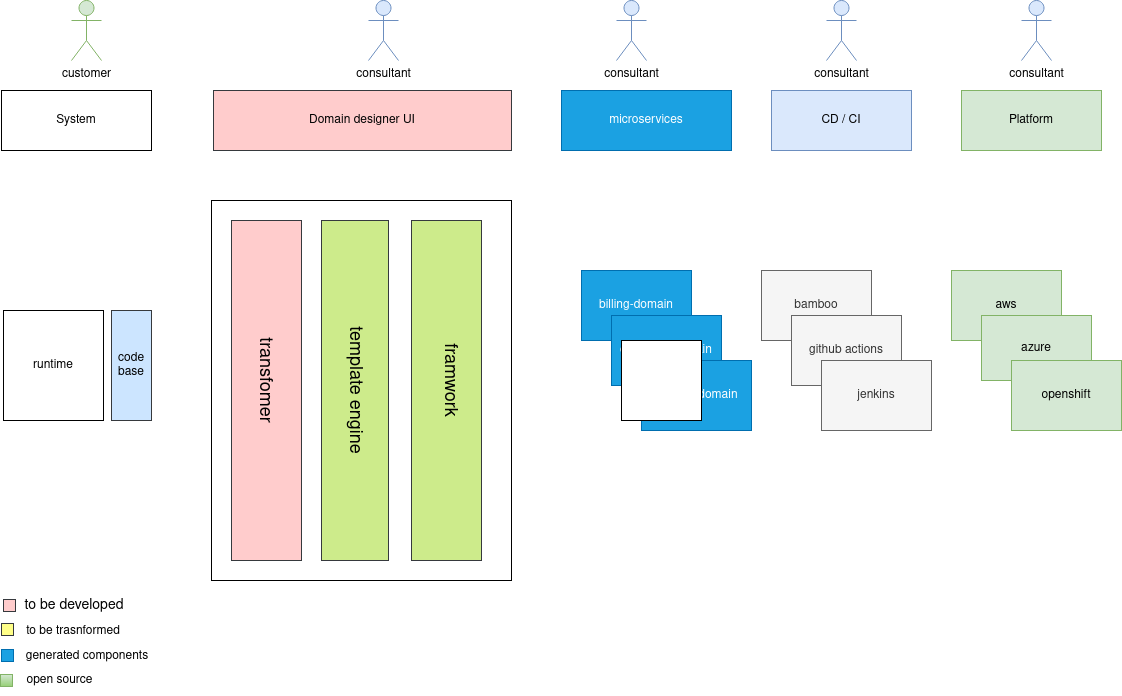 customer
consultant
consultant
consultant
consultant
System
Domain designer UI
microservices
CD / CI
Platform
runtime
code
base
transfomer
template engine
framwork
billing-domain
domain
bamboo
github actions
jenkins
aws
azure
openshift
to be developed
to be trasnformed
generated components
open source